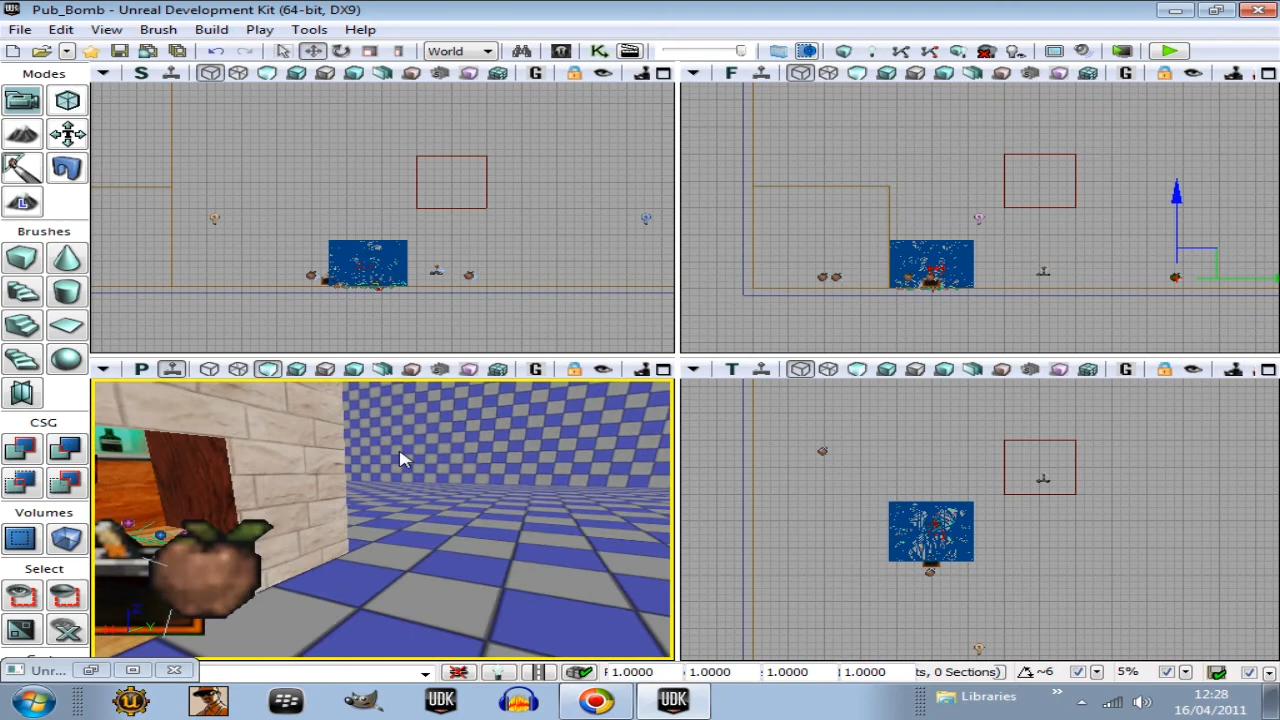 Pub_Bomb - Unreal Development Kit (64-bit, DX9)
File Edit View Brush Build Play Tools Help
World
Modes
S G
F G
Brushes
P G
T G
CSG
Volumes
Select
Unr...
1.0000 1.0000 1.0000 1.0000 ts, 0 Sections) ~6 5%
UDK UDK Libraries » 12:28
16/04/2011